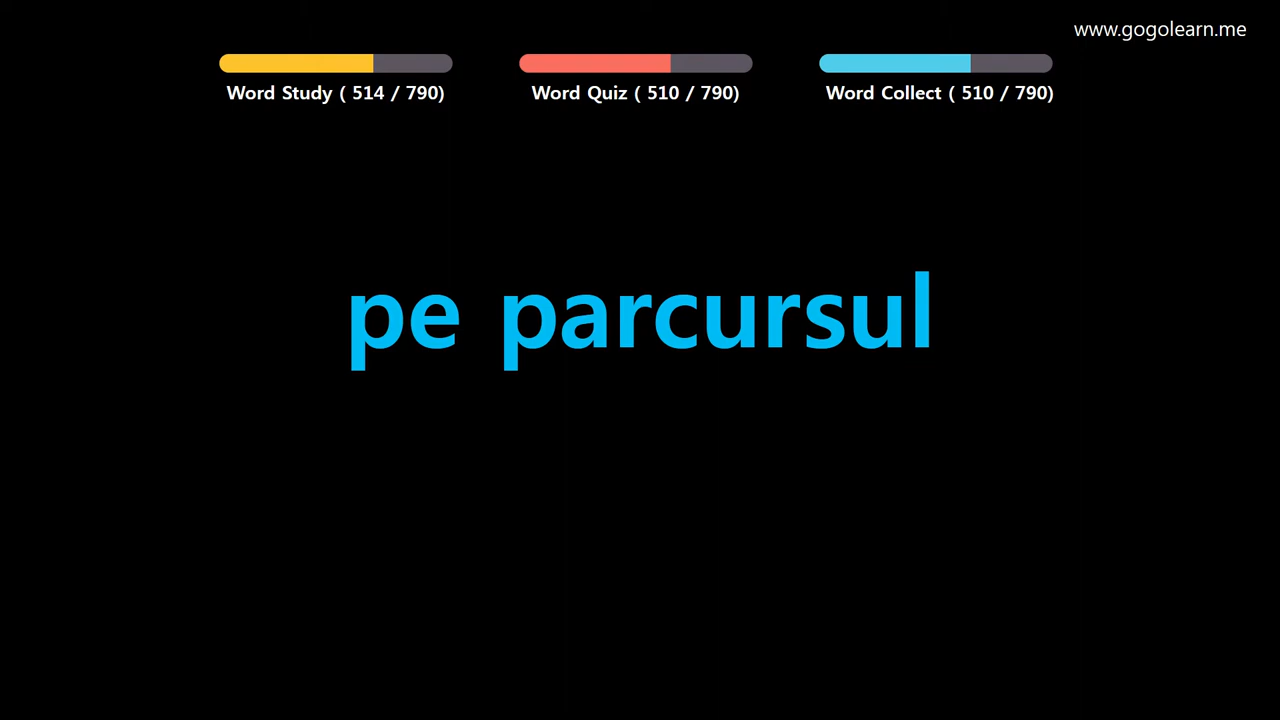 www.gogolearn.me
Word Study ( 514 / 790)
Word Quiz ( 510 / 790)
Word Collect ( 510 / 790)
pe parcursul